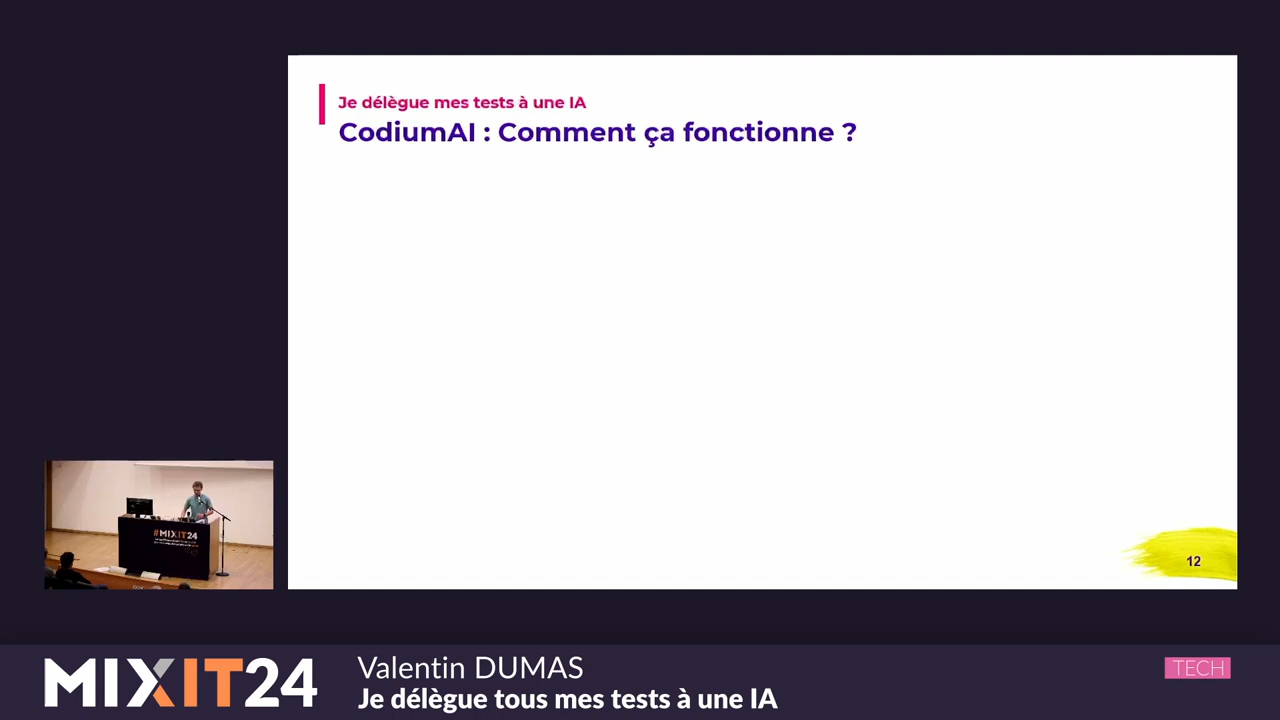 Je délègue mes tests à une IA
CodiumAI : Comment ça fonctionne ?
12
#MIXIT24
MIXIT24
Valentin DUMAS
Je délègue tous mes tests à une IA
TECH